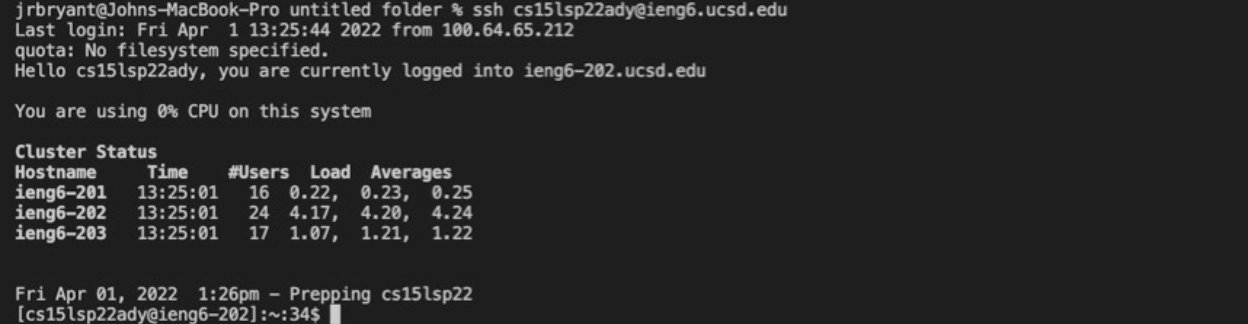 jrbryant@Johns-MacBook-Pro untitled folder % ssh cs15lsp22ady@ieng6.ucsd.edu
Last login: Fri Apr  1 13:25:44 2022 from 100.64.65.212
quota: No filesystem specified.
Hello cs15lsp22ady, you are currently logged into ieng6-202.ucsd.edu
You are using 0% CPU on this system
Cluster Status
Hostname     Time    #Users  Load  Averages
ieng6-201   13:25:01   16  0.22,  0.23,  0.25
ieng6-202   13:25:01   24  4.17,  4.20,  4.24
ieng6-203   13:25:01   17  1.07,  1.21,  1.22
Fri Apr 01, 2022  1:26pm - Prepping cs15lsp22
[cs15lsp22ady@ieng6-202]:~:34$